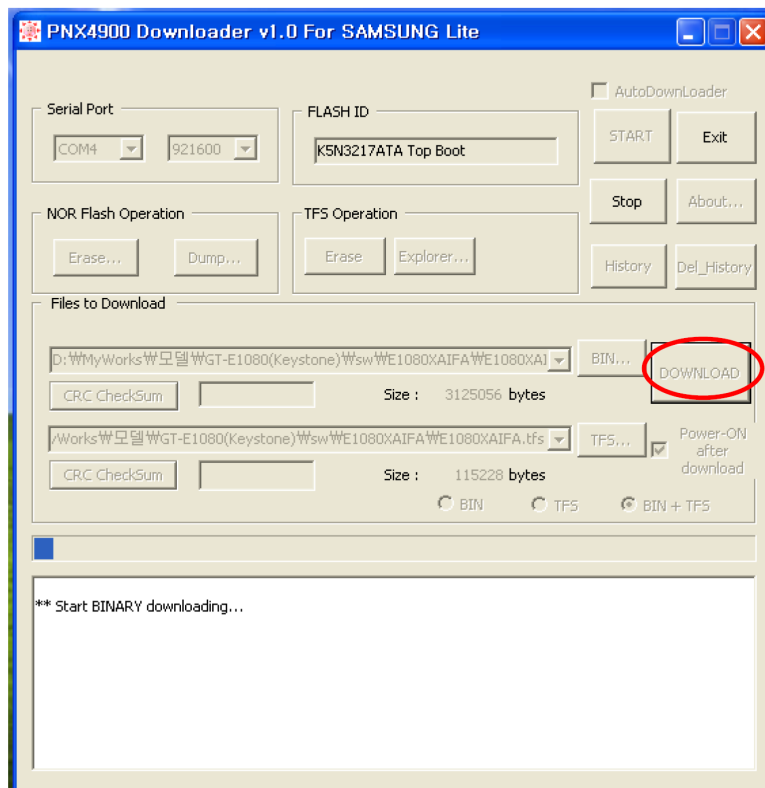 PNX4900 Downloader v1.0 For SAMSUNG Lite
AutoDownLoader
Serial Port
COM4
921600
FLASH ID
K5N3217ATA Top Boot
START
Exit
Stop
About...
NOR Flash Operation
Erase...
Dump...
TFS Operation
Erase
Explorer...
History
Del_History
Files to Download
D:₩MyWorks₩모델₩GT-E1080(Keystone)₩sw₩E1080XAIFA₩E1080XAI
BIN...
DOWNLOAD
CRC CheckSum
Size : 3125056 bytes
/Works₩모델₩GT-E1080(Keystone)₩sw₩E1080XAIFA₩E1080XAIFA.tfs
TFS...
Power-ON
after
download
CRC CheckSum
Size : 115228 bytes
BIN
TFS
BIN + TFS
** Start BINARY downloading...